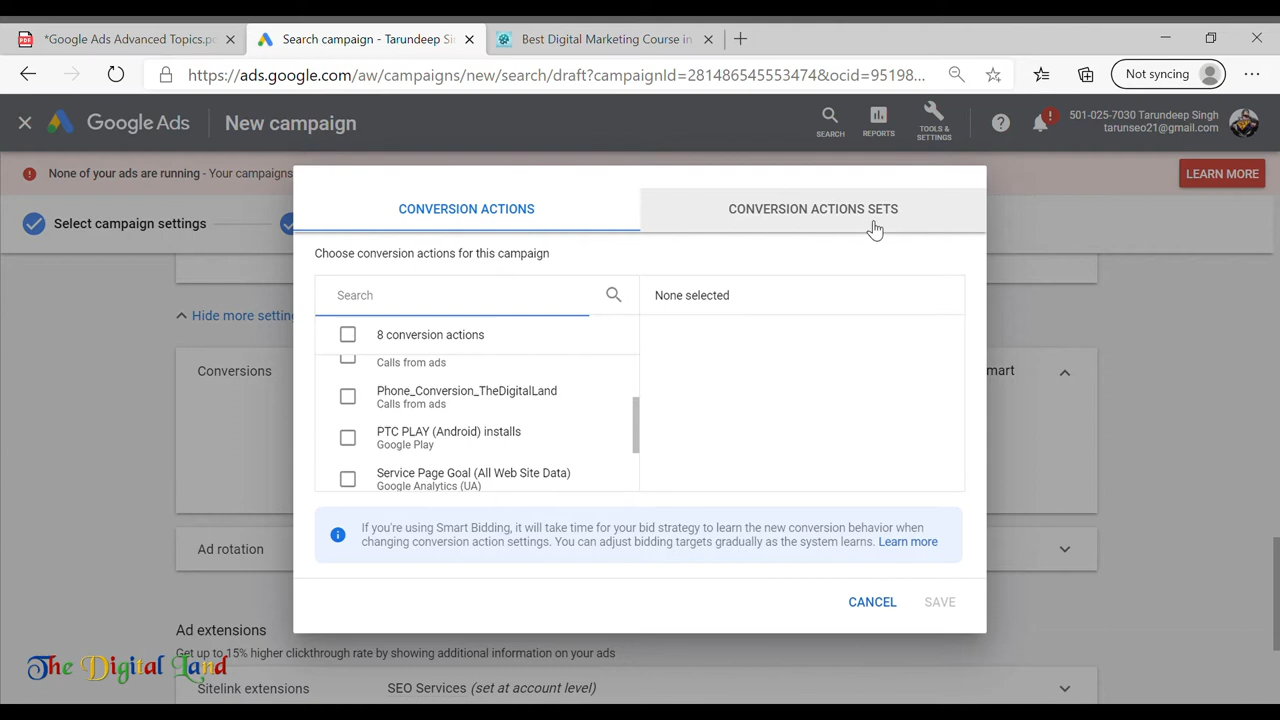 *Google Ads Advanced Topics.pd
Search campaign - Tarundeep Sin
Best Digital Marketing Course in
https://ads.google.com/aw/campaigns/new/search/draft?campaignId=281486545553474&ocid=95198...
Not syncing
Google Ads
New campaign
SEARCH
REPORTS
TOOLS &
SETTINGS
501-025-7030 Tarundeep Singh
tarunseo21@gmail.com
None of your ads are running - Your campaigns
LEARN MORE
Select campaign settings
CONVERSION ACTIONS
CONVERSION ACTIONS SETS
Choose conversion actions for this campaign
Search
None selected
8 conversion actions
Calls from ads
Phone_Conversion_TheDigitalLand
Calls from ads
PTC PLAY (Android) installs
Google Play
Service Page Goal (All Web Site Data)
Google Analytics (UA)
Hide more settin
Conversions
mart
Ad rotation
If you're using Smart Bidding, it will take time for your bid strategy to learn the new conversion behavior when
changing conversion action settings. You can adjust bidding targets gradually as the system learns. Learn more
CANCEL
SAVE
Ad extensions
Get up to 15% higher clickthrough rate by showing additional information on your ads
The Digital Land
Sitelink extensions
SEO Services (set at account level)